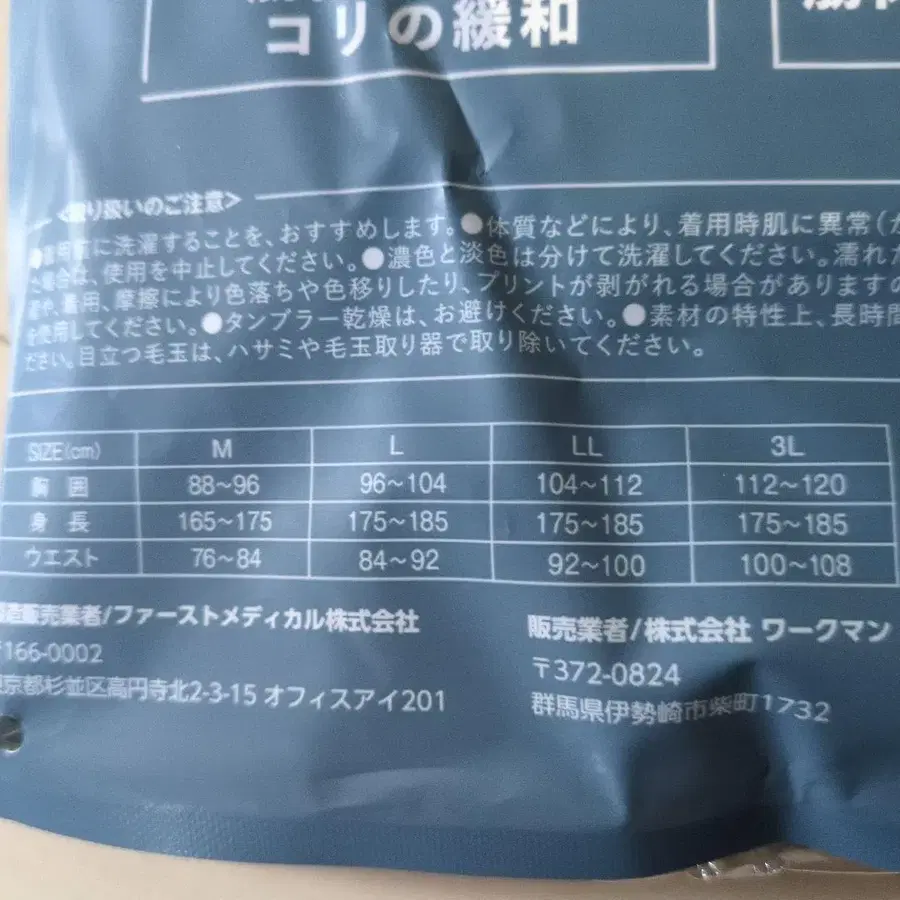 コリの緩和
取り扱いのご注意>
着用前に洗濯することを、おすすめします。●体質などにより、着用時肌に異常(か
た場合は、使用を中止してください。●濃色と淡色は分けて洗濯してください。濡れた
着用、摩擦により色落ちや色移りしたり、プリントが剥がれる場合がありますの
を使用してください。●タンブラー乾燥は、お避けください。●素材の特性上、長時間
ださい。目立つ毛玉は、ハサミや毛玉取り器で取り除いてください。
SIZE(cm) M L LL 3L
胸囲 88~96 96~104 104~112 112~120
身長 165~175 175~185 175~185 175~185
ウエスト 76~84 84~92 92~100 100~108
製造販売業者/ファーストメディカル株式会社
〒166-0002
東京都杉並区高円寺北2-3-15 オフィスアイ201
販売業者/株式会社 ワークマン
〒372-0824
群馬県伊勢崎市柴町1732